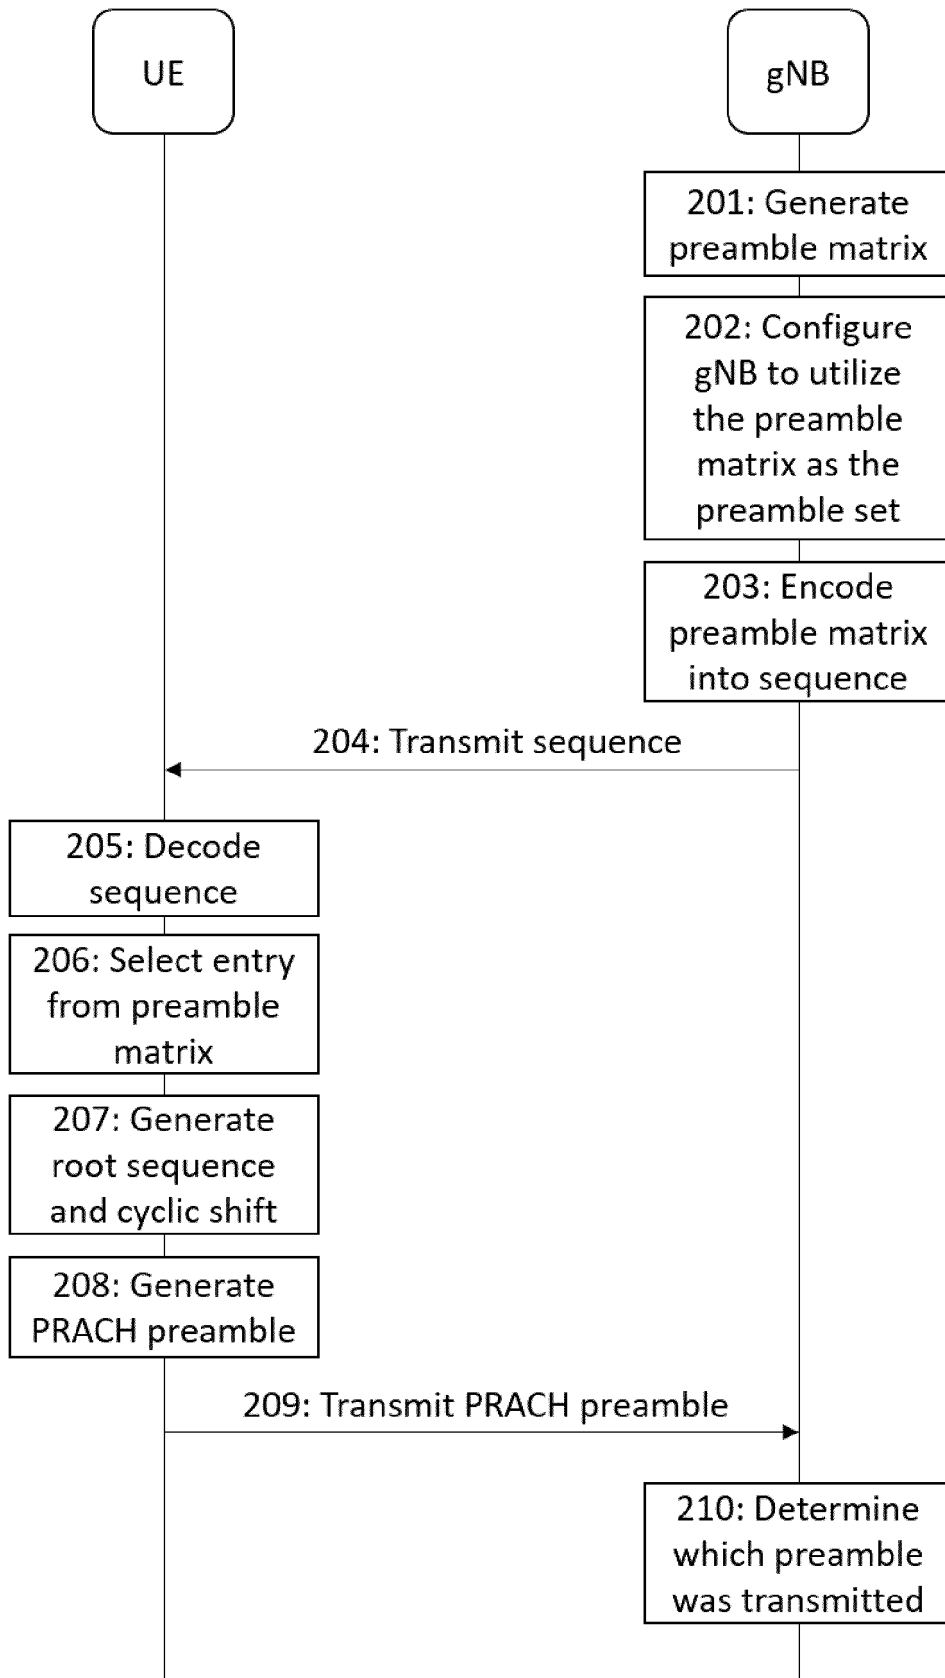 UE
gNB
201: Generate
preamble matrix
202: Configure
gNB to utilize
the preamble
matrix as the
preamble set
203: Encode
preamble matrix
into sequence
204: Transmit sequence
205: Decode
sequence
206: Select entry
from preamble
matrix
207: Generate
root sequence
and cyclic shift
208: Generate
PRACH preamble
209: Transmit PRACH preamble
210: Determine
which preamble
was transmitted